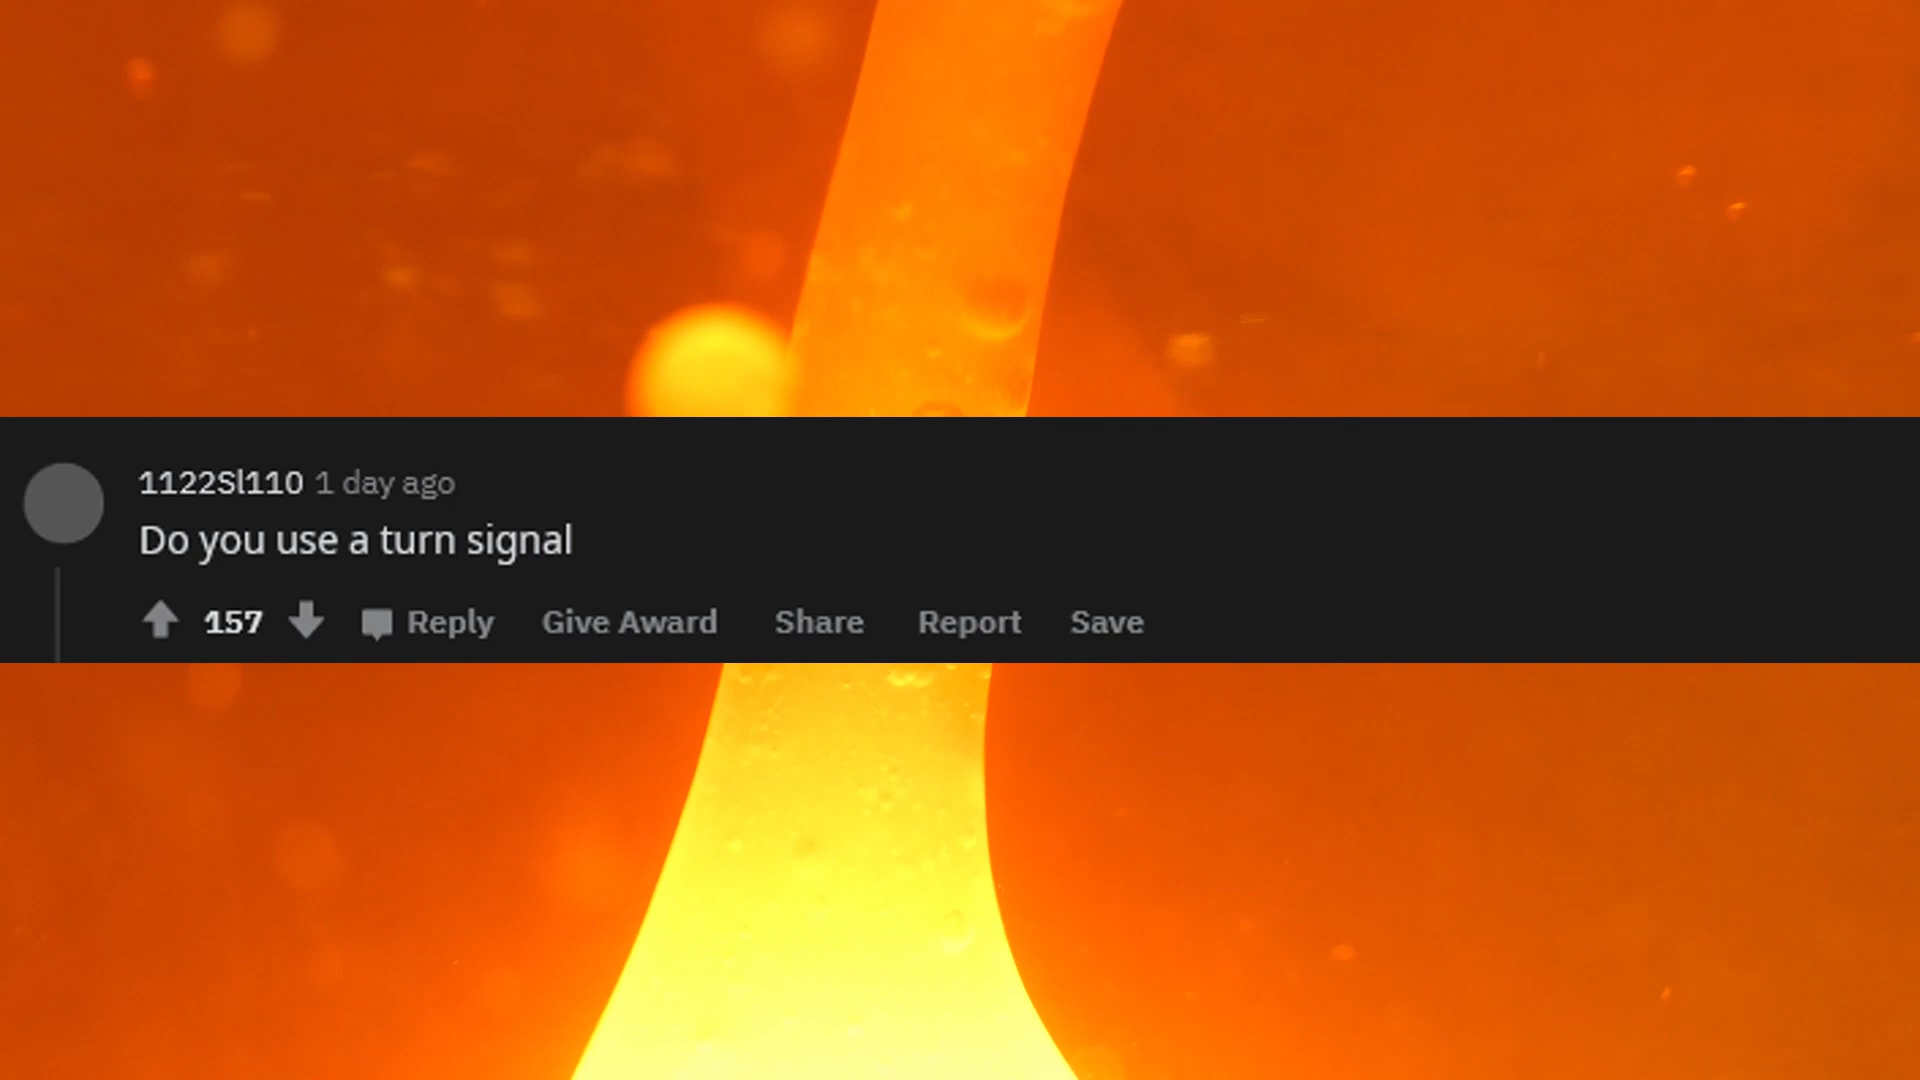 1122Sl110 1 day ago
Do you use a turn signal
157 Reply Give Award Share Report Save